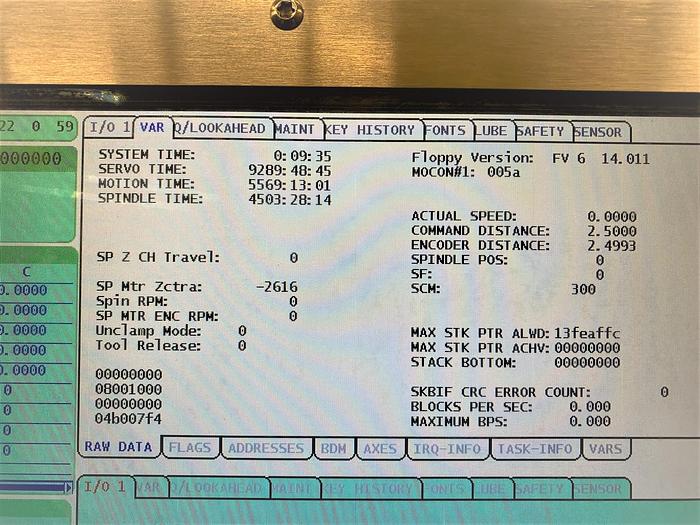 22 0 59
I/O 1 VAR Q/LOOKAHEAD MAINT KEY HISTORY FONTS LUBE SAFETY SENSOR
000000
SYSTEM TIME: 0:09:35
SERVO TIME: 9289:48:45
MOTION TIME: 5569:13:01
SPINDLE TIME: 4503:28:14
Floppy Version: FV 6 14.011
MOCON#1: 005a
ACTUAL SPEED: 0.0000
COMMAND DISTANCE: 2.5000
ENCODER DISTANCE: 2.4993
SPINDLE POS: 0
SF: 0
SCM: 300
SP Z CH Travel: 0
SP Mtr Zctra: -2616
Spin RPM: 0
SP MTR ENC RPM: 0
Unclamp Mode: 0
Tool Release: 0
MAX STK PTR ALWD: 13feaffc
MAX STK PTR ACHV: 00000000
STACK BOTTOM: 00000000
00000000
08001000
00000000
04b007f4
SKBIF CRC ERROR COUNT: 0
BLOCKS PER SEC: 0.000
MAXIMUM BPS: 0.000
C
0.0000
0.0000
0.0000
0.0000
0.0000
0
0
0
0
RAW DATA FLAGS ADDRESSES BDM AXES IRQ-INFO TASK-INFO VARS
I/O 1 VAR Q/LOOKAHEAD MAINT KEY HISTORY FONTS LUBE SAFETY SENSOR